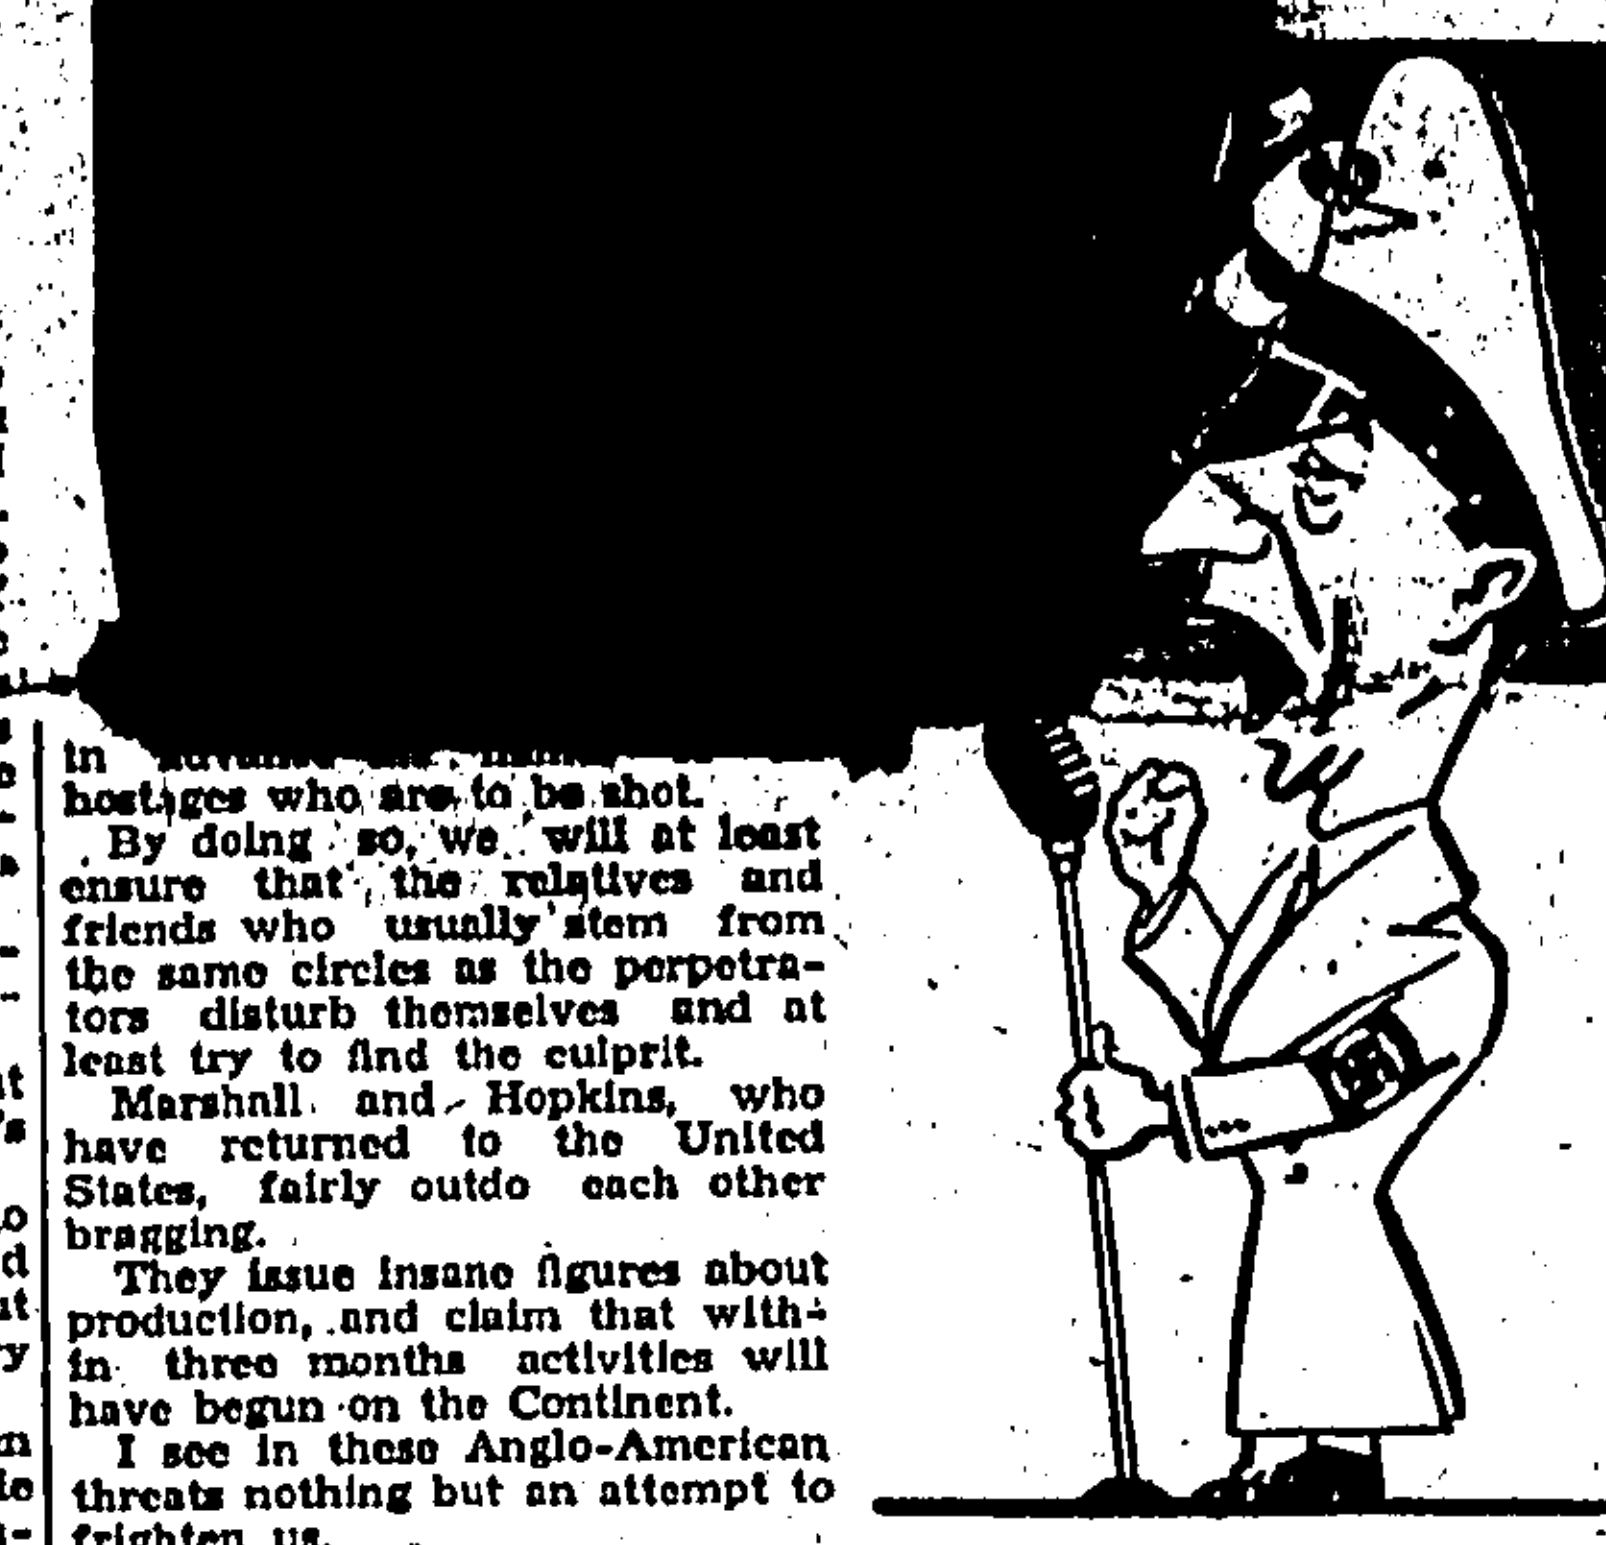 in
hostages who are to be shot.
By doing so, we will at least
ensure that the relatives and
friends who usually stem from
the same circles as the perpetra-
tors disturb themselves and at
least try to find the culprit.
Marshall and Hopkins, who
have returned to the United
States, fairly outdo each other
bragging.
They issue insane figures about
production, and claim that with-
in three months activities will
have begun on the Continent.
I see in these Anglo-American
threats nothing but an attempt to
frighten us.